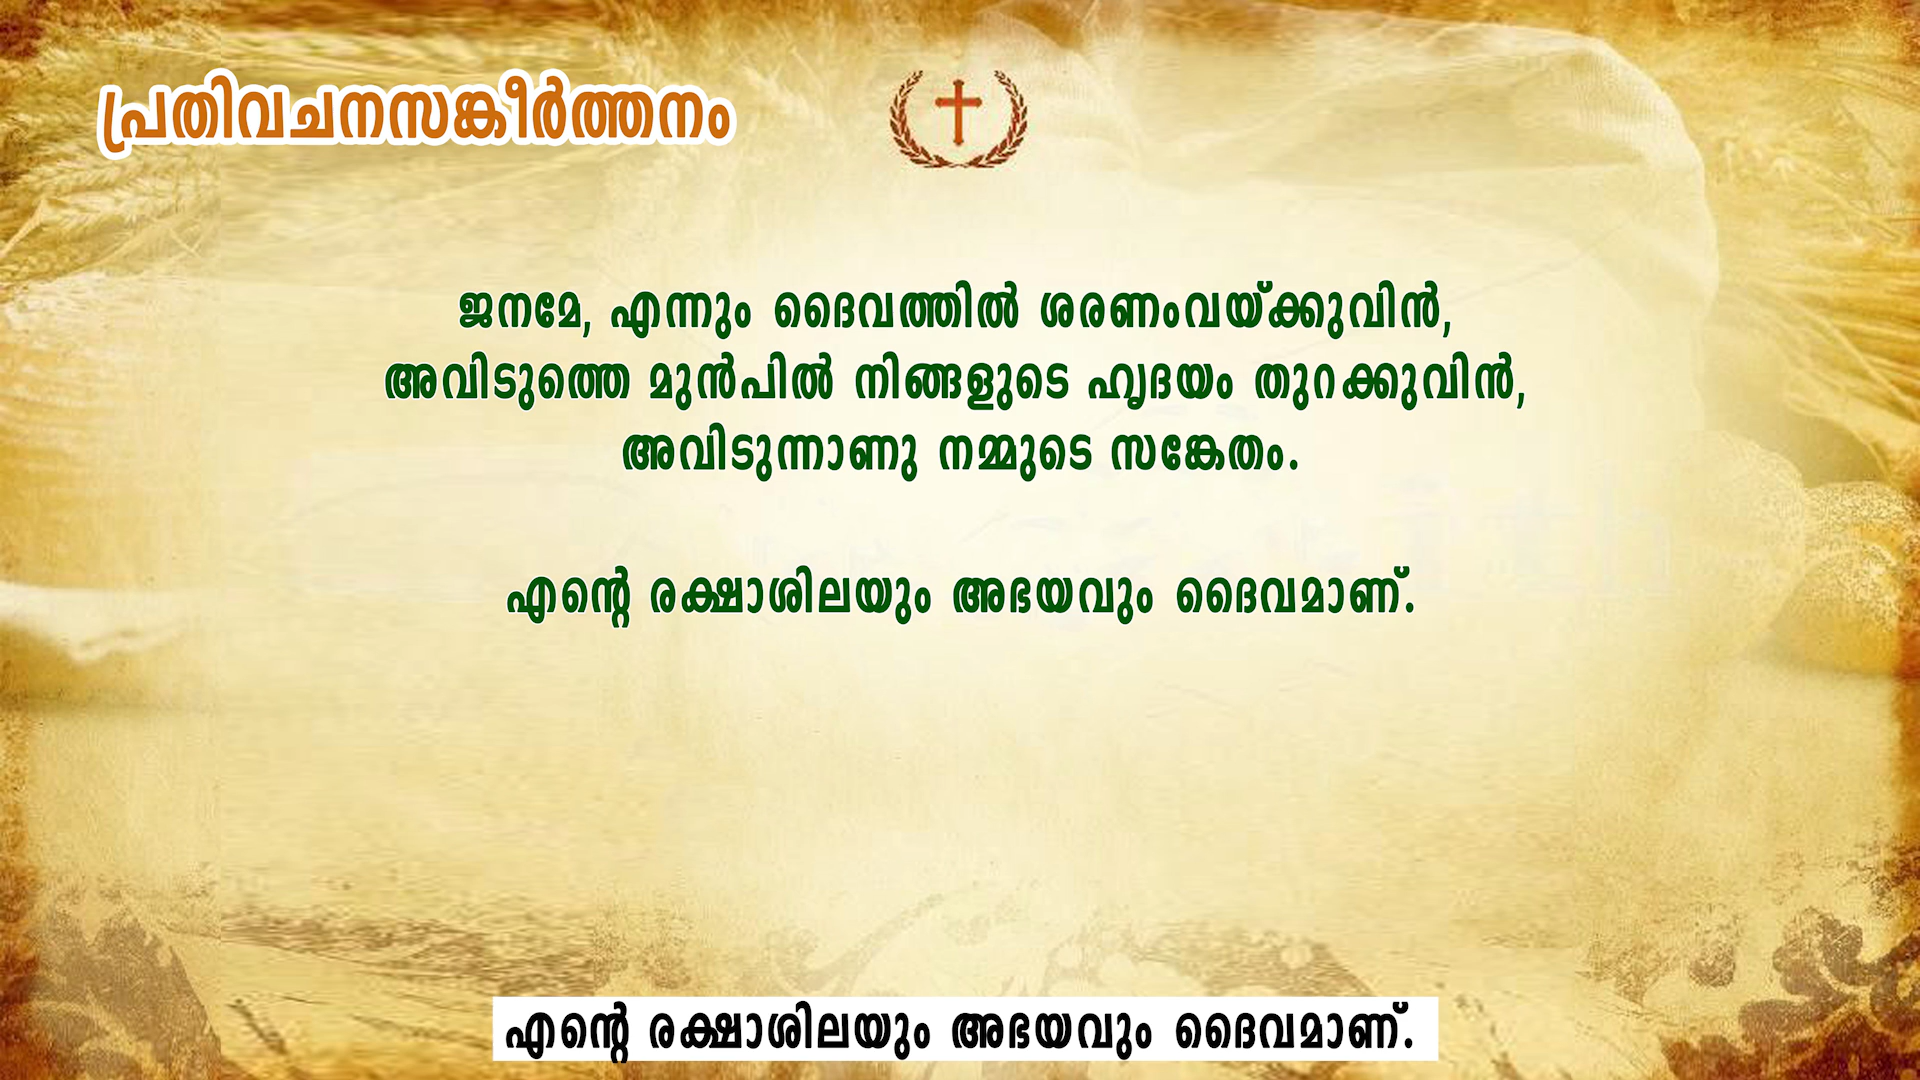 പ്രതിവചനസങ്കീർത്തനം
ജനമേ, എന്നും ദൈവത്തിൽ ശരണംവയ്ക്കുവിൻ,
അവിടുത്തെ മുൻപിൽ നിങ്ങളുടെ ഹൃദയം തുറക്കുവിൻ,
അവിടുന്നാണു നമ്മുടെ സങ്കേതം.
എന്റെ രക്ഷാശിലയും അഭയവും ദൈവമാണ്.
എന്റെ രക്ഷാശിലയും അഭയവും ദൈവമാണ്.